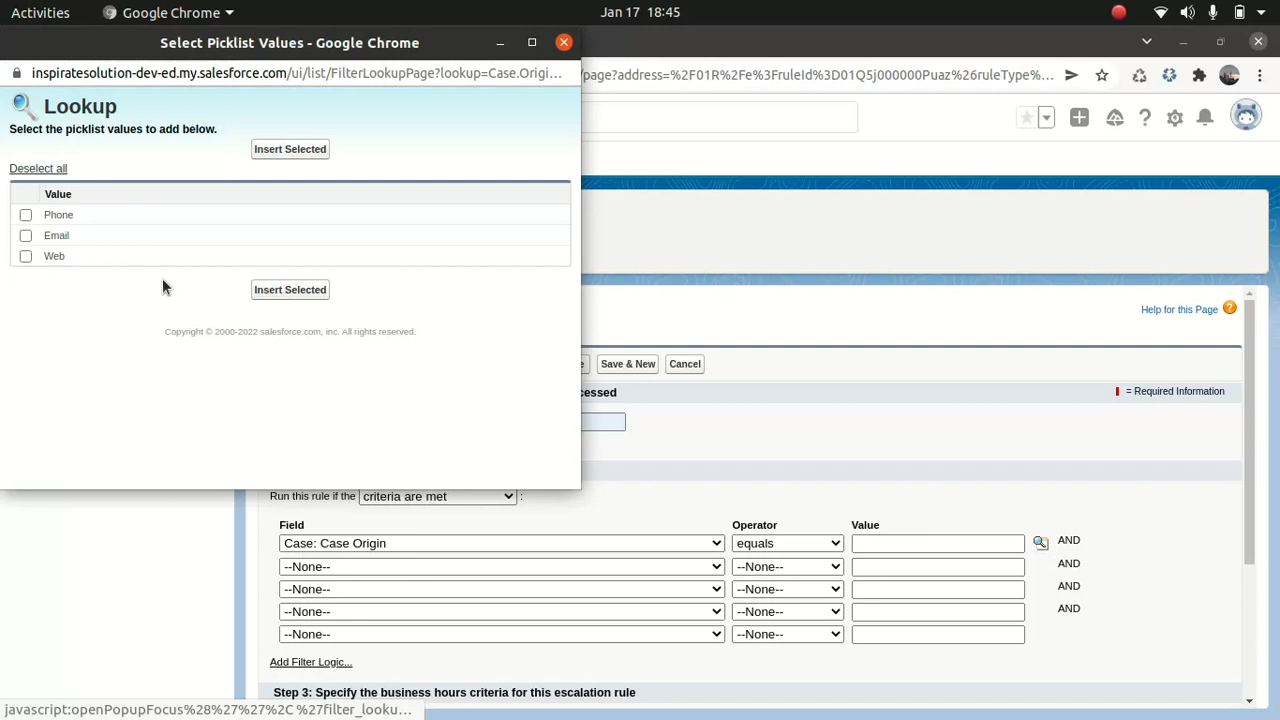 Activities
Google Chrome
Jan 17 18:45
Select Picklist Values - Google Chrome
inspiratesolution-dev-ed.my.salesforce.com/ui/list/FilterLookupPage?lookup=Case.Origi…
page?address=%2F01R%2Fe%3FruleId%3D01Q5j000000Puaz%26ruleType%…
Lookup
Select the picklist values to add below.
Insert Selected
Deselect all
Value
Phone
Email
Web
Insert Selected
Copyright © 2000-2022 salesforce.com, inc. All rights reserved.
Help for this Page
Save & New
Cancel
cessed
= Required Information
Run this rule if the criteria are met :
Field Operator Value
Case: Case Origin equals AND
--None-- --None-- AND
--None-- --None-- AND
--None-- --None-- AND
--None-- --None--
Add Filter Logic...
Step 3: Specify the business hours criteria for this escalation rule
javascript:openPopupFocus%28%27%27%2C %27filter_looku…